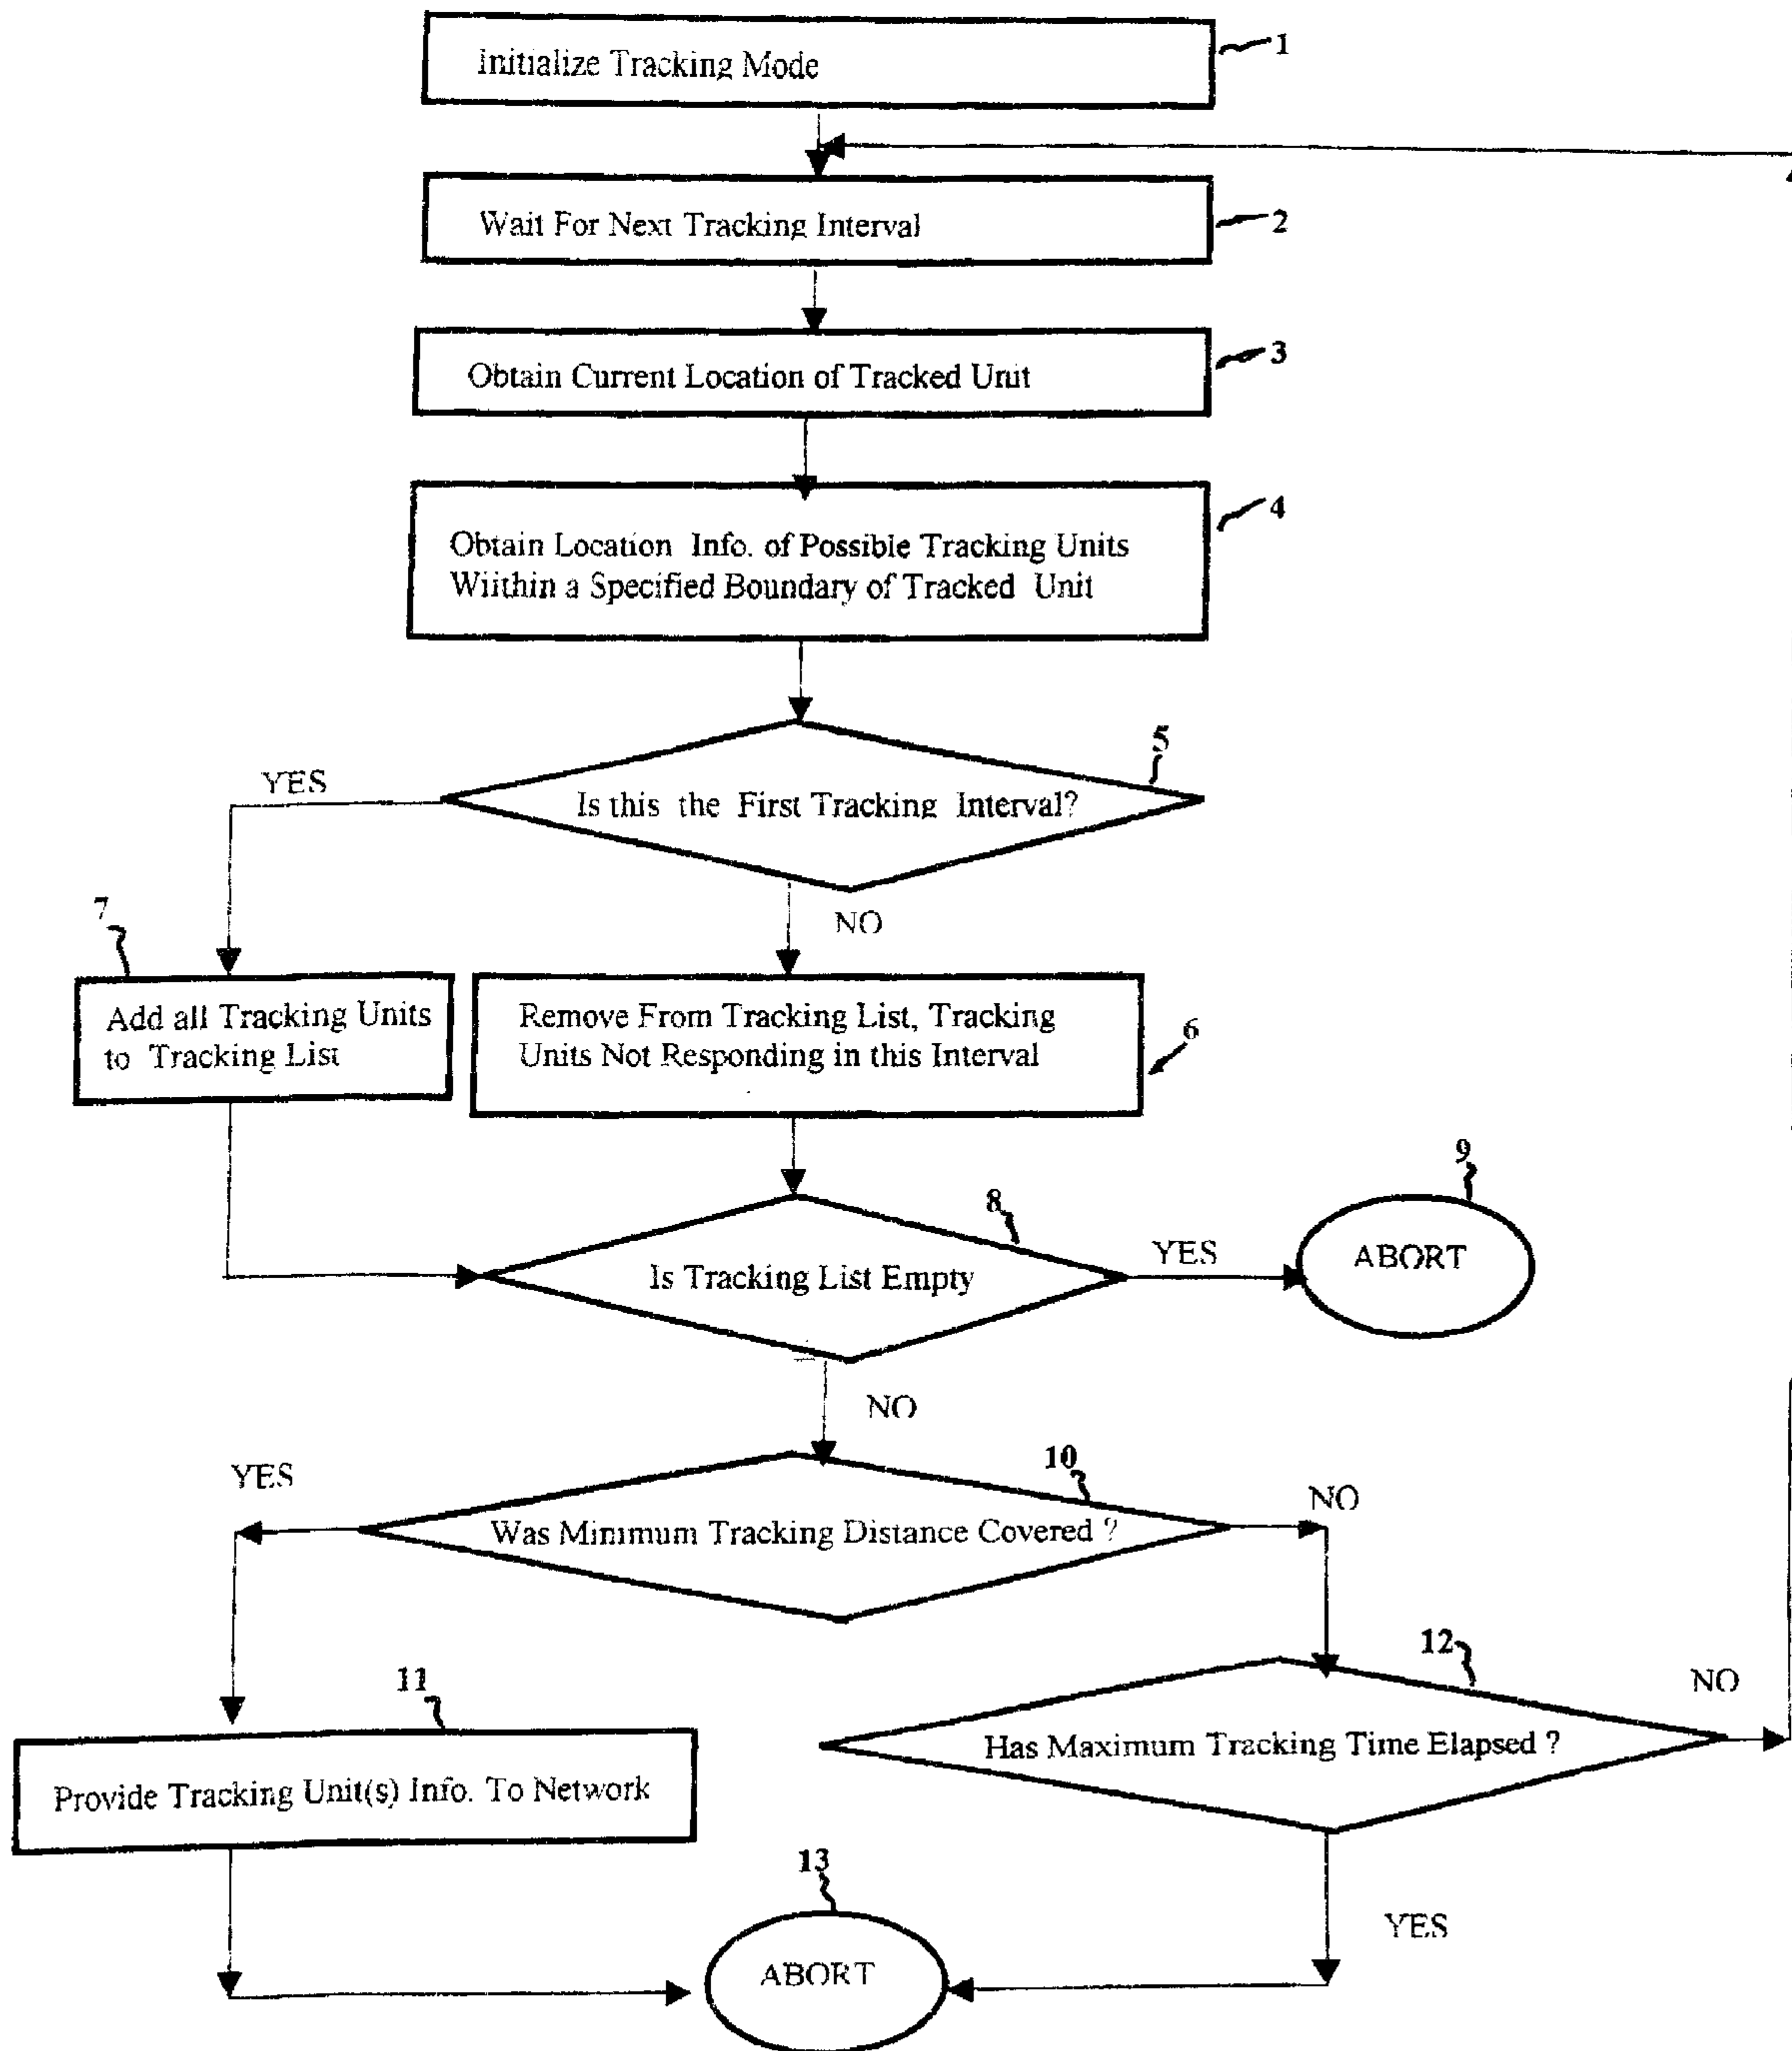 Initialize Tracking Mode
1
Wait For Next Tracking Interval
2
Obtain Current Location of Tracked Unit
3
Obtain Location Info. of Possible Tracking Units
Wiithin a Specified Boundary of Tracked Unit
4
5
YES
Is this the First Tracking Interval?
NO
7
Add all Tracking Units
to Tracking List
Remove From Tracking List, Tracking
Units Not Responding in this Interval
6
8
Is Tracking List Empty
YES
9
ABORT
NO
10
YES
Was Minimum Tracking Distance Covered ?
NO
11
Provide Tracking Unit(s) Info. To Network
12
Has Maximum Tracking Time Elapsed ?
NO
13
ABORT
YES